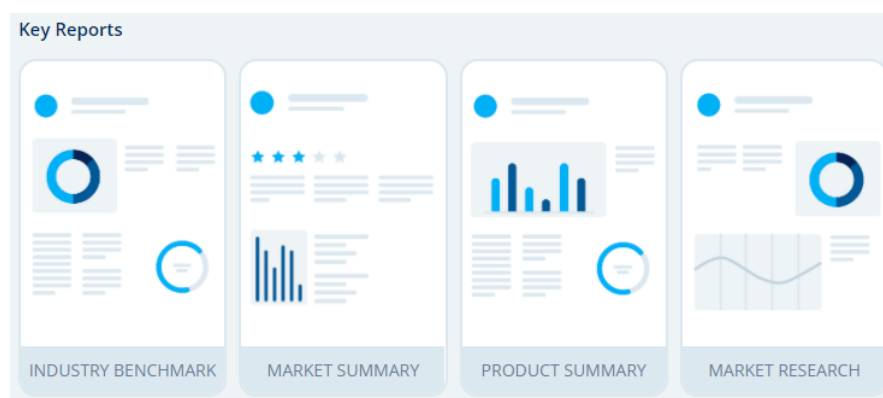 Key Reports
INDUSTRY BENCHMARK
MARKET SUMMARY
PRODUCT SUMMARY
MARKET RESEARCH